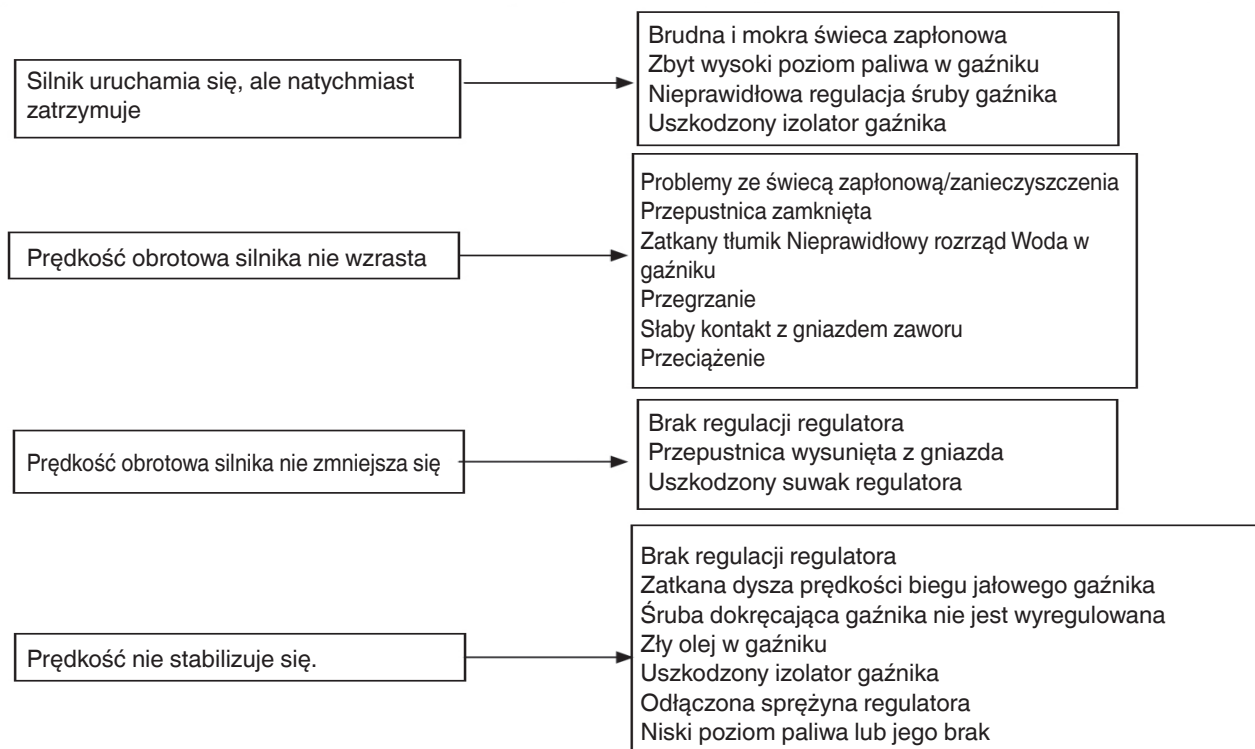 Silnik uruchamia się, ale natychmiast
zatrzymuje
Brudna i mokra świeca zapłonowa
Zbyt wysoki poziom paliwa w gaźniku
Nieprawidłowa regulacja śruby gaźnika
Uszkodzony izolator gaźnika
Prędkość obrotowa silnika nie wzrasta
Problemy ze świecą zapłonową/zanieczyszczenia
Przepustnica zamknięta
Zatkany tłumik Nieprawidłowy rozrząd Woda w
gaźniku
Przegrzanie
Słaby kontakt z gniazdem zaworu
Przeciążenie
Prędkość obrotowa silnika nie zmniejsza się
Brak regulacji regulatora
Przepustnica wysunięta z gniazda
Uszkodzony suwak regulatora
Prędkość nie stabilizuje się.
Brak regulacji regulatora
Zatkana dysza prędkości biegu jałowego gaźnika
Śruba dokręcająca gaźnika nie jest wyregulowana
Zły olej w gaźniku
Uszkodzony izolator gaźnika
Odłączona sprężyna regulatora
Niski poziom paliwa lub jego brak